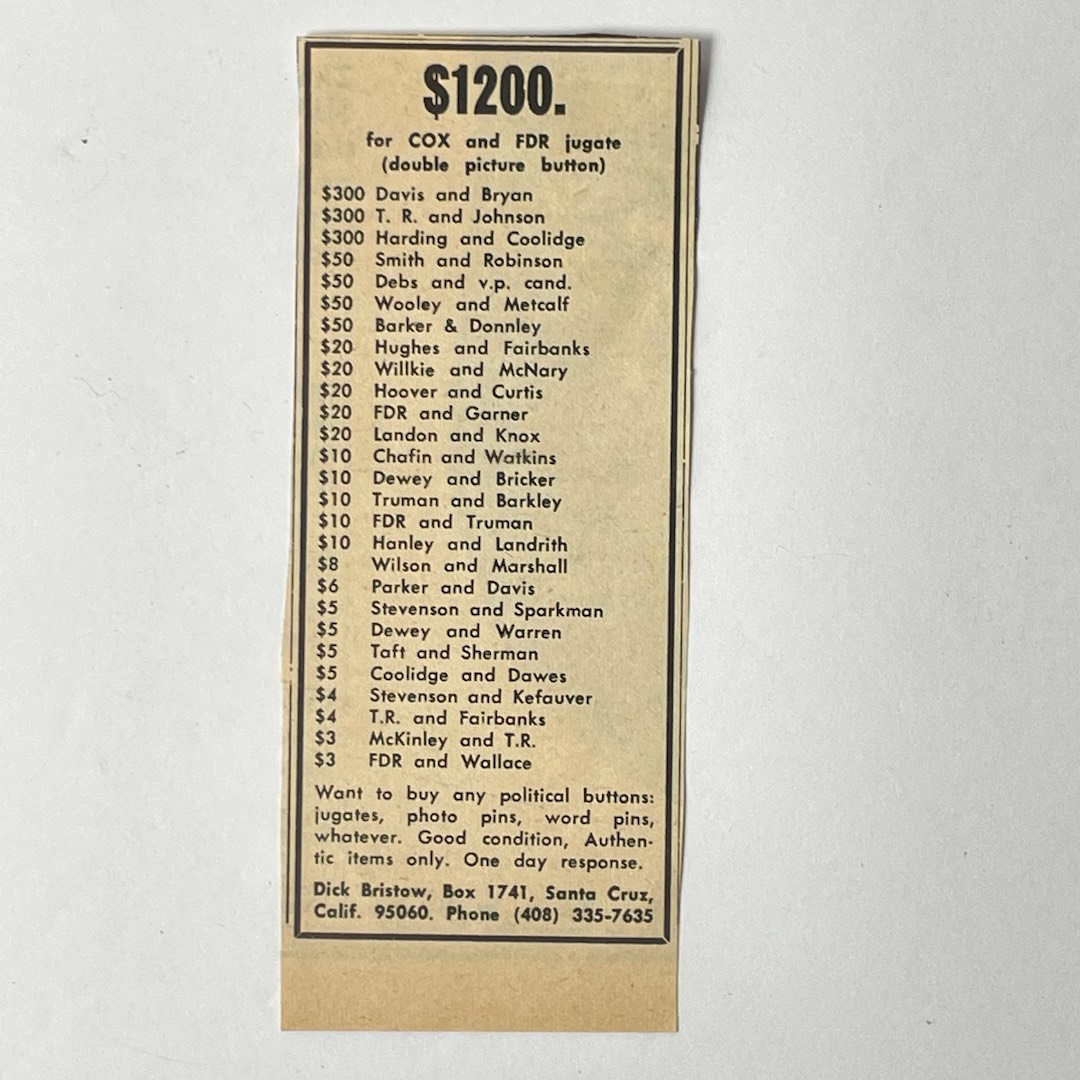 $1200.
for COX and FDR jugate
(double picture button)
$300 Davis and Bryan
$300 T. R. and Johnson
$300 Harding and Coolidge
$50 Smith and Robinson
$50 Debs and v.p. cand.
$50 Wooley and Metcalf
$50 Barker & Donnley
$20 Hughes and Fairbanks
$20 Willkie and McNary
$20 Hoover and Curtis
$20 FDR and Garner
$20 Landon and Knox
$10 Chafin and Watkins
$10 Dewey and Bricker
$10 Truman and Barkley
$10 FDR and Truman
$10 Hanley and Landrith
$8 Wilson and Marshall
$6 Parker and Davis
$5 Stevenson and Sparkman
$5 Dewey and Warren
$5 Taft and Sherman
$5 Coolidge and Dawes
$4 Stevenson and Kefauver
$4 T.R. and Fairbanks
$3 McKinley and T.R.
$3 FDR and Wallace
Want to buy any political buttons:
jugates, photo pins, word pins,
whatever. Good condition, Authen-
tic items only. One day response.
Dick Bristow, Box 1741, Santa Cruz,
Calif. 95060. Phone (408) 335-7635